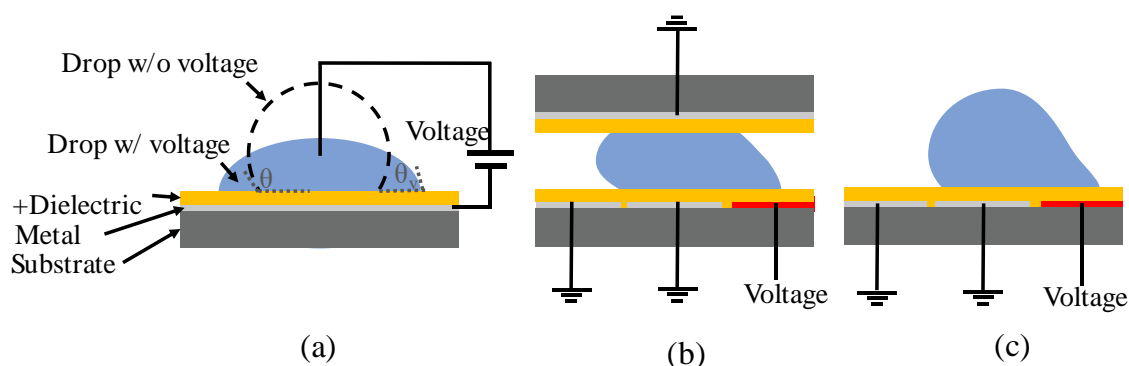 Drop w/o voltage
Drop w/ voltage
Voltage
θ
θv
+Dielectric
Metal
Substrate
Voltage
Voltage
(a)
(b)
(c)